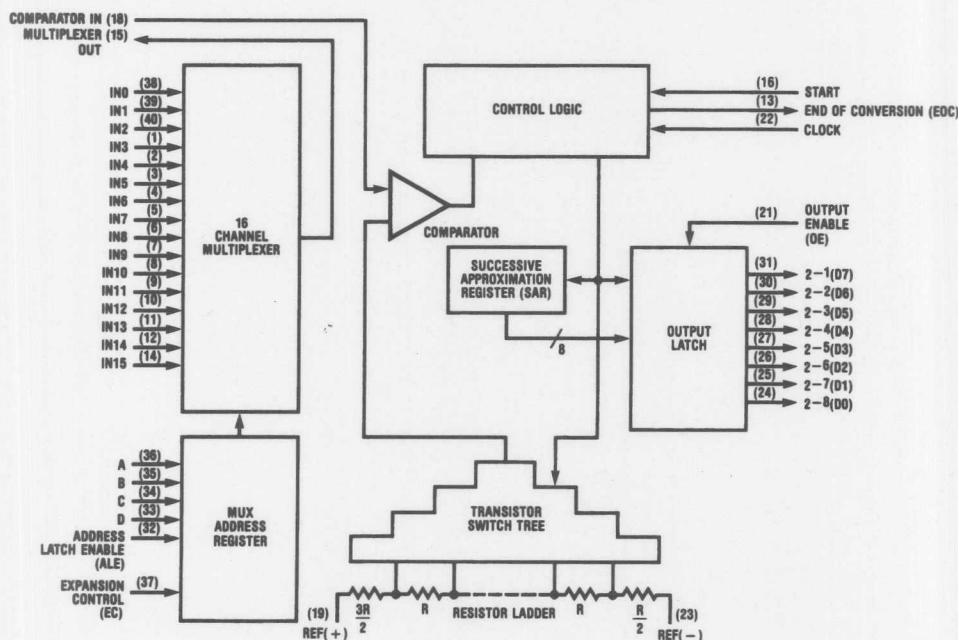 COMPARATOR IN (18)
MULTIPLEXER (15)
OUT
IN0 (38)
IN1 (39)
IN2 (40)
IN3 (1)
IN4 (2)
IN5 (3)
IN6 (4)
IN7 (5)
IN8 (6)
IN9 (7)
IN10 (8)
IN11 (9)
IN12 (10)
IN13 (11)
IN14 (12)
IN15 (14)
16
CHANNEL
MULTIPLEXER
A (36)
B (35)
C (34)
D (33)
ADDRESS (32)
LATCH ENABLE
(ALE)
EXPANSION (37)
CONTROL
(EC)
MUX
ADDRESS
REGISTER
CONTROL LOGIC
(16) START
(13) END OF CONVERSION (EOC)
(22) CLOCK
COMPARATOR
SUCCESSIVE
APPROXIMATION
REGISTER (SAR)
8
(21) OUTPUT
ENABLE
(OE)
OUTPUT
LATCH
(31) 2-1(D7)
(30) 2-2(D6)
(29) 2-3(D5)
(28) 2-4(D4)
(27) 2-5(D3)
(26) 2-6(D2)
(25) 2-7(D1)
(24) 2-8(D0)
TRANSISTOR
SWITCH TREE
(19) 3R/2 R RESISTOR LADDER R R/2 (23)
REF(+) REF(-)